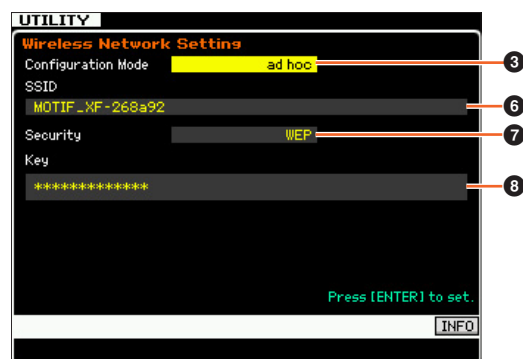 UTILITY
Wireless Network Setting
Configuration Mode ad hoc 3
SSID
MOTIF_XF-268a92 6
Security WEP 7
Key
************* 8
Press [ENTER] to set.
INFO